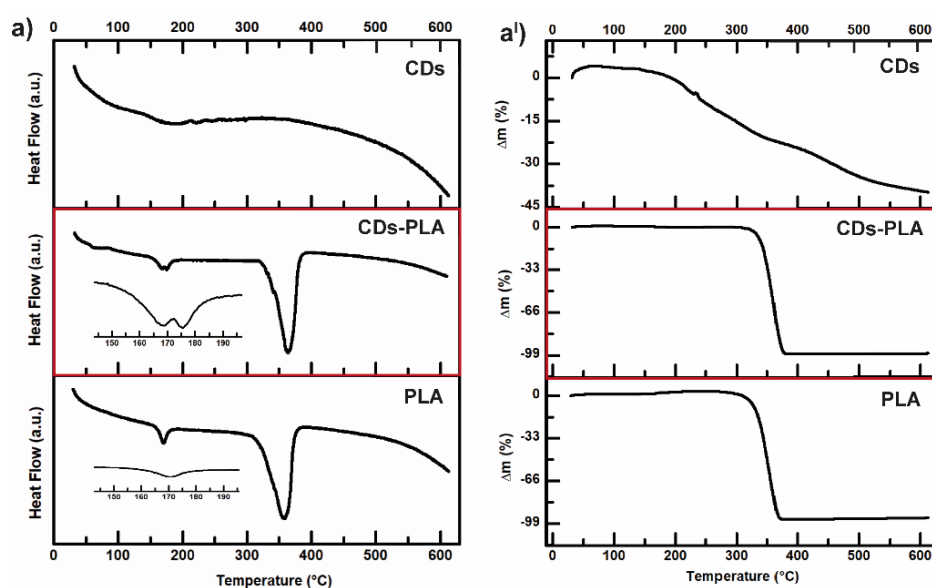 a)
0 100 200 300 400 500 600
CDs
Heat Flow (a.u.)
CDs-PLA
Heat Flow (a.u.)
150 160 170 180 190
PLA
Heat Flow (a.u.)
150 160 170 180 190
0 100 200 300 400 500 600
Temperature (°C)
aᴵ)
0 100 200 300 400 500 600
CDs
Δm (%)
0
-15
-30
-45
CDs-PLA
Δm (%)
0
-33
-66
-99
PLA
Δm (%)
0
-33
-66
-99
0 100 200 300 400 500 600
Temperature (°C)